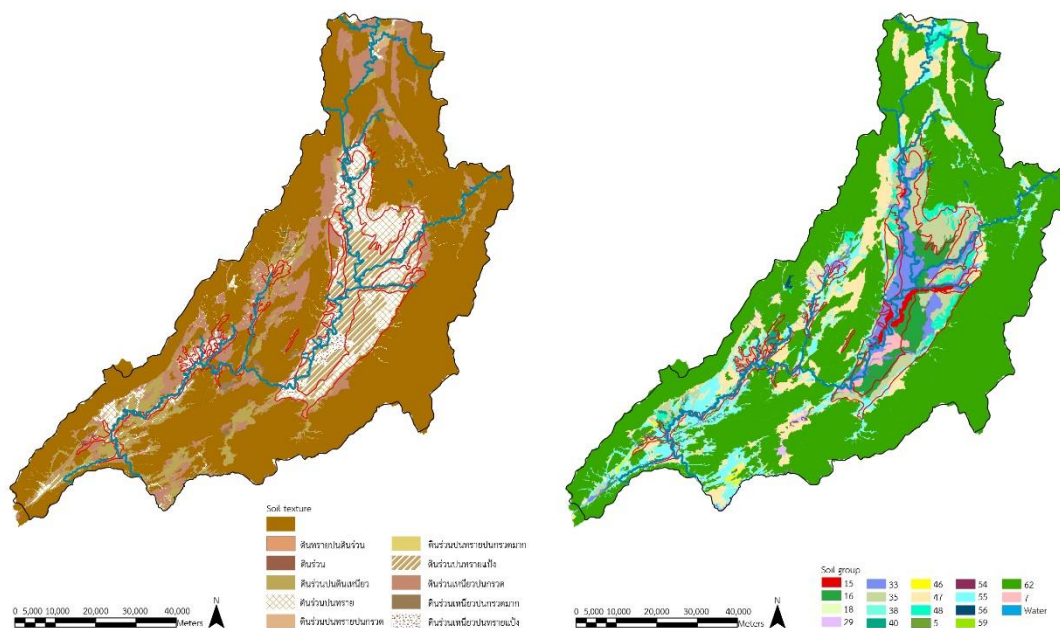 Soil texture
ดินทรายปนดินร่วน
ดินร่วน
ดินร่วนปนดินเหนียว
ดินร่วนปนทราย
ดินร่วนปนทรายปนกรวด
ดินร่วนปนทรายปนกรวดมาก
ดินร่วนปนทรายแป้ง
ดินร่วนเหนียวปนกรวด
ดินร่วนเหนียวปนกรวดมาก
ดินร่วนเหนียวปนทรายแป้ง
0 5,000 10,000 20,000 30,000 40,000
Meters
N
Soil group
15 33 46 54 62
16 35 47 55 7
18 38 48 56 Water
29 40 5 59
0 5,000 10,000 20,000 30,000 40,000
Meters
N